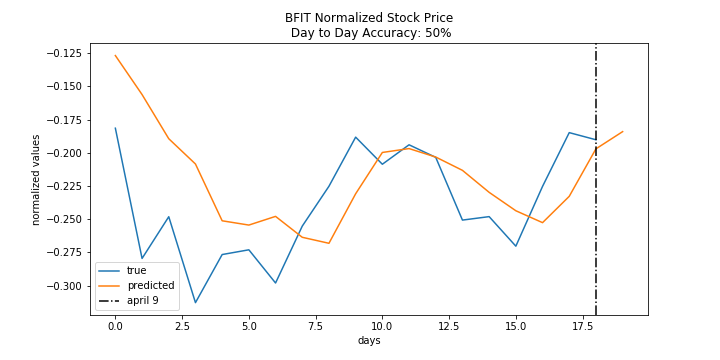 BFIT Normalized Stock Price
Day to Day Accuracy: 50%
−0.125
−0.150
−0.175
−0.200
−0.225
−0.250
−0.275
−0.300
normalized values
true
predicted
april 9
0.0 2.5 5.0 7.5 10.0 12.5 15.0 17.5
days